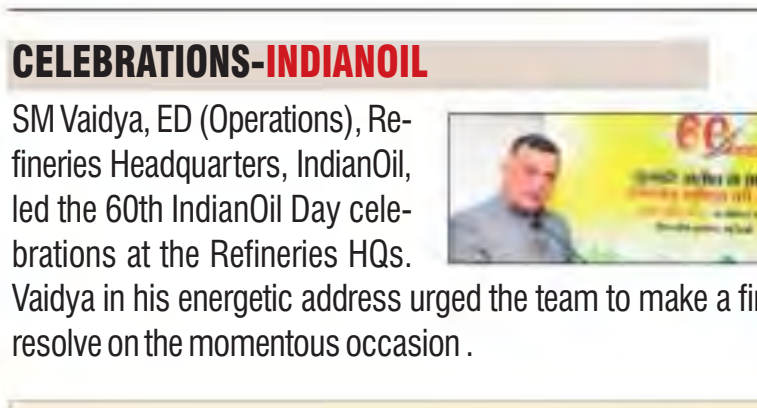 CELEBRATIONS-INDIANOIL
SM Vaidya, ED (Operations), Re-
fineries Headquarters, IndianOil,
led the 60th IndianOil Day cele-
brations at the Refineries HQs.
Vaidya in his energetic address urged the team to make a
resolve on the momentous occasion .
60